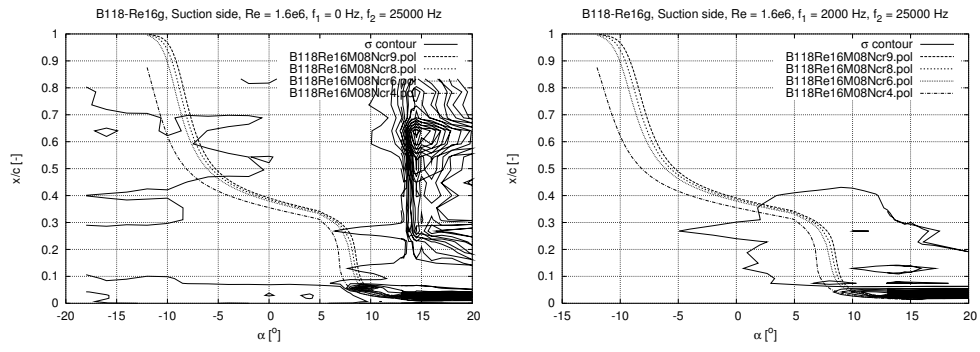 B118-Re16g, Suction side, Re = 1.6e6, f1 = 0 Hz, f2 = 25000 Hz
σ contour
B118Re16M08Ncr9.pol
B118Re16M08Ncr8.pol
B118Re16M08Ncr6.pol
B118Re16M08Ncr4.pol
x/c [-]
1
0.9
0.8
0.7
0.6
0.5
0.4
0.3
0.2
0.1
0
-20 -15 -10 -5 0 5 10 15 20
α [°]
B118-Re16g, Suction side, Re = 1.6e6, f1 = 2000 Hz, f2 = 25000 Hz
σ contour
B118Re16M08Ncr9.pol
B118Re16M08Ncr8.pol
B118Re16M08Ncr6.pol
B118Re16M08Ncr4.pol
x/c [-]
1
0.9
0.8
0.7
0.6
0.5
0.4
0.3
0.2
0.1
0
-15 -10 -5 0 5 10 15 20
α [°]